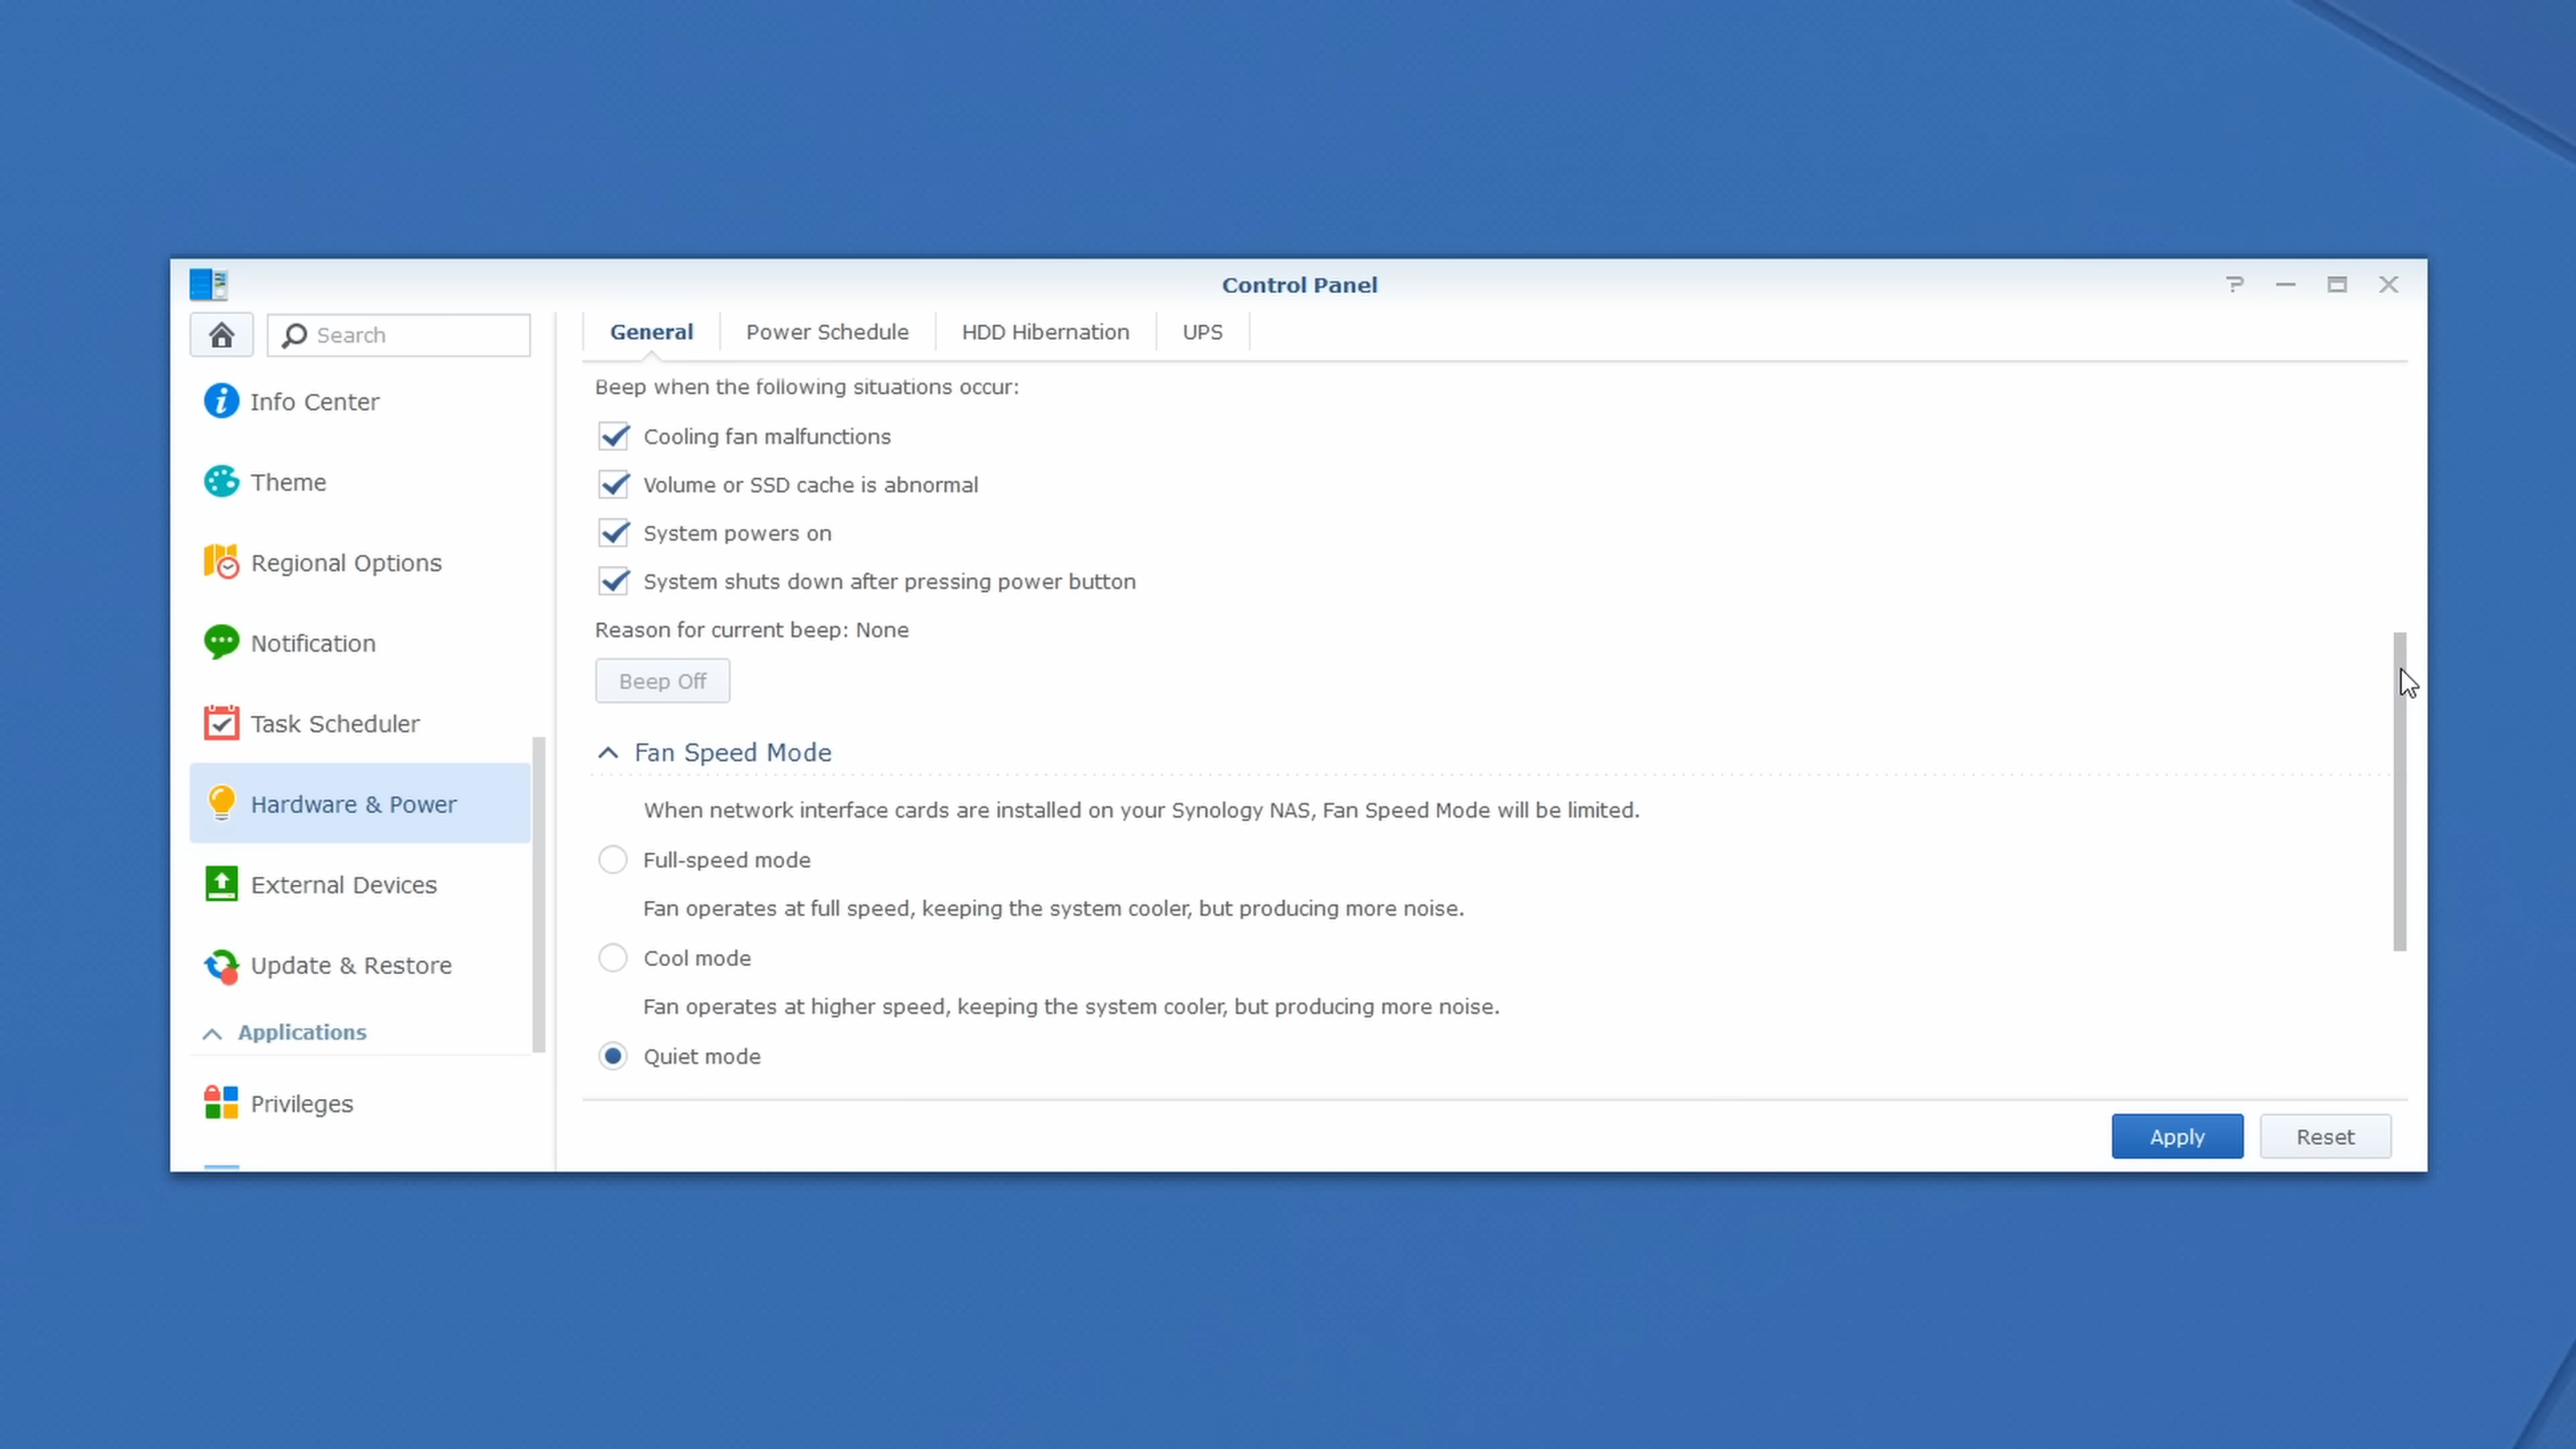 Control Panel
Search
General
Power Schedule
HDD Hibernation
UPS
Info Center
Theme
Regional Options
Notification
Task Scheduler
Hardware & Power
External Devices
Update & Restore
Applications
Privileges
Beep when the following situations occur:
Cooling fan malfunctions
Volume or SSD cache is abnormal
System powers on
System shuts down after pressing power button
Reason for current beep: None
Beep Off
Fan Speed Mode
When network interface cards are installed on your Synology NAS, Fan Speed Mode will be limited.
Full-speed mode
Fan operates at full speed, keeping the system cooler, but producing more noise.
Cool mode
Fan operates at higher speed, keeping the system cooler, but producing more noise.
Quiet mode
Apply
Reset